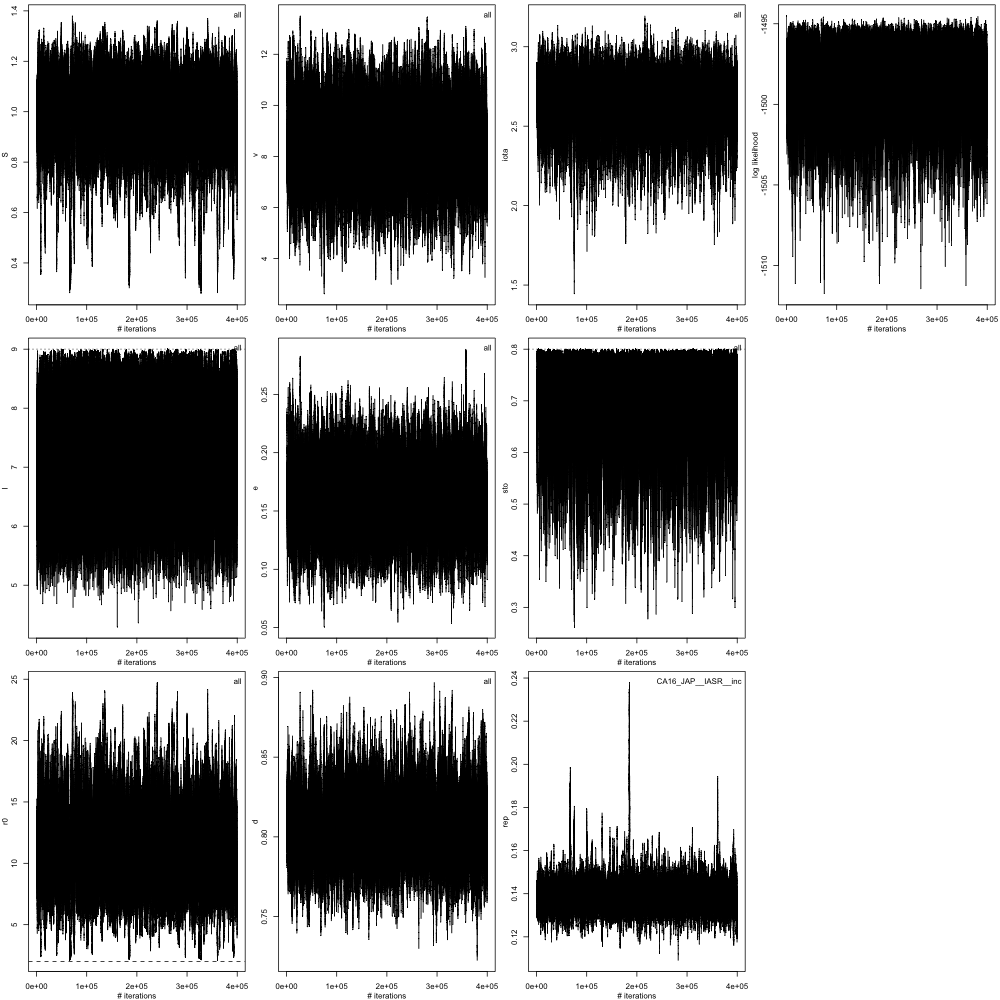 all
S
0.4 0.6 0.8 1.0 1.2 1.4
0e+00 1e+05 2e+05 3e+05 4e+05
# iterations
all
v
4 6 8 10 12
0e+00 1e+05 2e+05 3e+05 4e+05
# iterations
all
iota
1.5 2.0 2.5 3.0
0e+00 1e+05 2e+05 3e+05 4e+05
# iterations
log likelihood
-1510 -1505 -1500 -1495
0e+00 1e+05 2e+05 3e+05 4e+05
# iterations
all
l
5 6 7 8 9
0e+00 1e+05 2e+05 3e+05 4e+05
# iterations
all
e
0.05 0.10 0.15 0.20 0.25
0e+00 1e+05 2e+05 3e+05 4e+05
# iterations
all
sto
0.3 0.4 0.5 0.6 0.7 0.8
0e+00 1e+05 2e+05 3e+05 4e+05
# iterations
all
r0
5 10 15 20 25
0e+00 1e+05 2e+05 3e+05 4e+05
# iterations
all
d
0.75 0.80 0.85 0.90
0e+00 1e+05 2e+05 3e+05 4e+05
# iterations
CA16_JAP__IASR__inc
rep
0.12 0.14 0.16 0.18 0.20 0.22 0.24
0e+00 1e+05 2e+05 3e+05 4e+05
# iterations